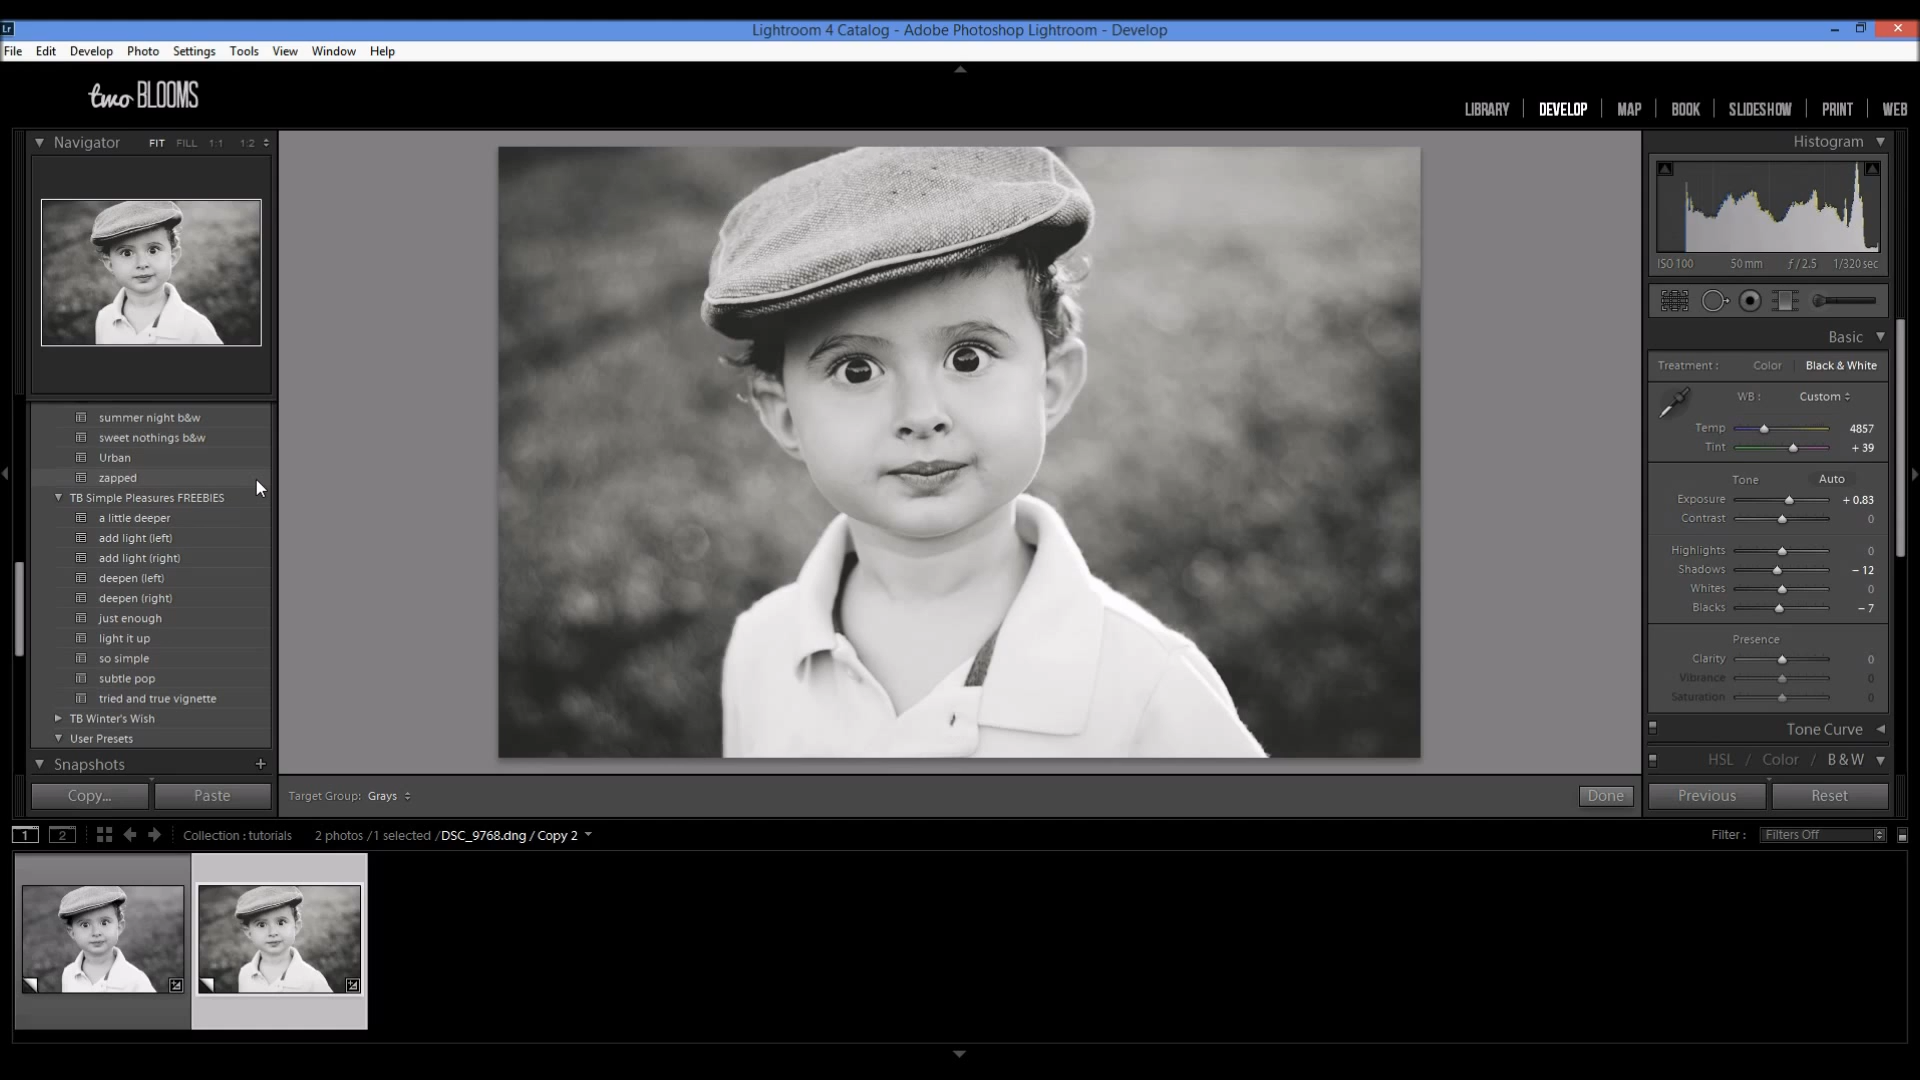 Lr
Lightroom 4 Catalog - Adobe Photoshop Lightroom - Develop
File Edit Develop Photo Settings Tools View Window Help
two BLOOMS
LIBRARY DEVELOP MAP BOOK SLIDESHOW PRINT WEB
Navigator FIT FILL 1:1 1:2
summer night b&w
sweet nothings b&w
Urban
zapped
TB Simple Pleasures FREEBIES
a little deeper
add light (left)
add light (right)
deepen (left)
deepen (right)
just enough
light it up
so simple
subtle pop
tried and true vignette
TB Winter's Wish
User Presets
Snapshots +
Copy... Paste
Target Group: Grays
Done
Histogram
ISO 100 50 mm ƒ / 2.5 1/320 sec
Basic
Treatment : Color Black & White
WB : Custom
Temp 4857
Tint + 39
Tone Auto
Exposure + 0.83
Contrast 0
Highlights 0
Shadows – 12
Whites 0
Blacks – 7
Presence
Clarity 0
Vibrance 0
Saturation 0
Tone Curve
HSL / Color / B & W
Previous Reset
1 2 Collection : tutorials 2 photos / 1 selected / DSC_9768.dng / Copy 2
Filter : Filters Off